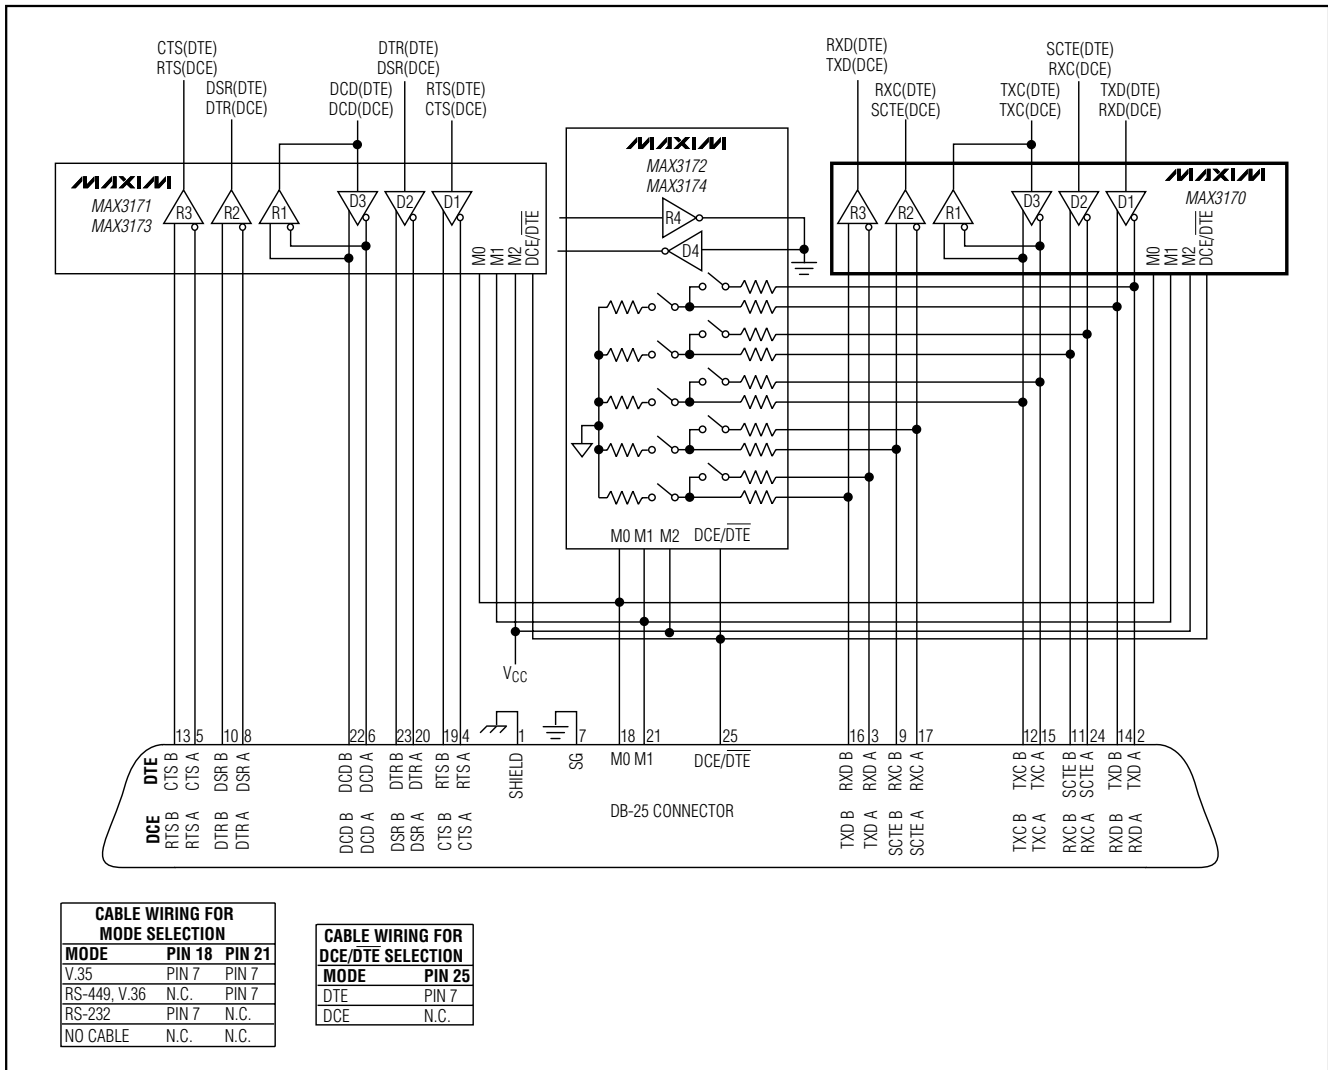 CTS(DTE)
RTS(DCE)
DSR(DTE)
DTR(DCE)
DCD(DTE)
DCD(DCE)
DTR(DTE)
DSR(DCE)
RTS(DTE)
CTS(DCE)
RXD(DTE)
TXD(DCE)
RXC(DTE)
SCTE(DCE)
TXC(DTE)
TXC(DCE)
SCTE(DTE)
RXC(DCE)
TXD(DTE)
RXD(DCE)
MAXIM
MAX3171
MAX3173
R3
R2
R1
D3
D2
D1
M0
M1
M2
DCE/DTE
MAXIM
MAX3172
MAX3174
R4
D4
M0 M1 M2 DCE/DTE
MAXIM
MAX3170
R3
R2
R1
D3
D2
D1
M0
M1
M2
DCE/DTE
VCC
13 5 10 8 22 6 23 20 19 4 1 7 18 21 25 16 3 9 17 12 15 11 24 14 2
DTE
CTS B
CTS A
DSR B
DSR A
DCD B
DCD A
DTR B
DTR A
RTS B
RTS A
SHIELD
SG
M0 M1
DCE/DTE
RXD B
RXD A
RXC B
RXC A
TXC B
TXC A
SCTE B
SCTE A
TXD B
TXD A
DB-25 CONNECTOR
DCE
RTS B
RTS A
DTR B
DTR A
DCD B
DCD A
DSR B
DSR A
CTS B
CTS A
TXD B
TXD A
SCTE B
SCTE A
TXC B
TXC A
RXC B
RXC A
RXD B
RXD A
CABLE WIRING FOR
MODE SELECTION
MODE PIN 18 PIN 21
V.35 PIN 7 PIN 7
RS-449, V.36 N.C. PIN 7
RS-232 PIN 7 N.C.
NO CABLE N.C. N.C.
CABLE WIRING FOR
DCE/DTE SELECTION
MODE PIN 25
DTE PIN 7
DCE N.C.